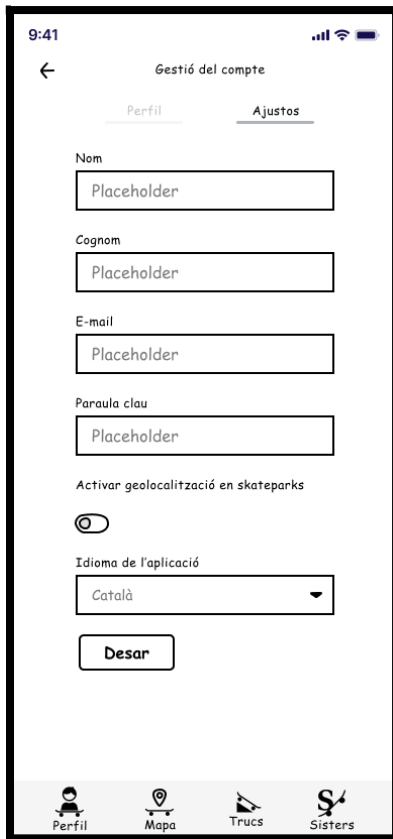 9:41
Gestió del compte
Perfil Ajustos
Nom
Placeholder
Cognom
Placeholder
E-mail
Placeholder
Paraula clau
Placeholder
Activar geolocalització en skateparks
Idioma de l'aplicació
Català
Desar
Perfil Mapa Trucs Sisters